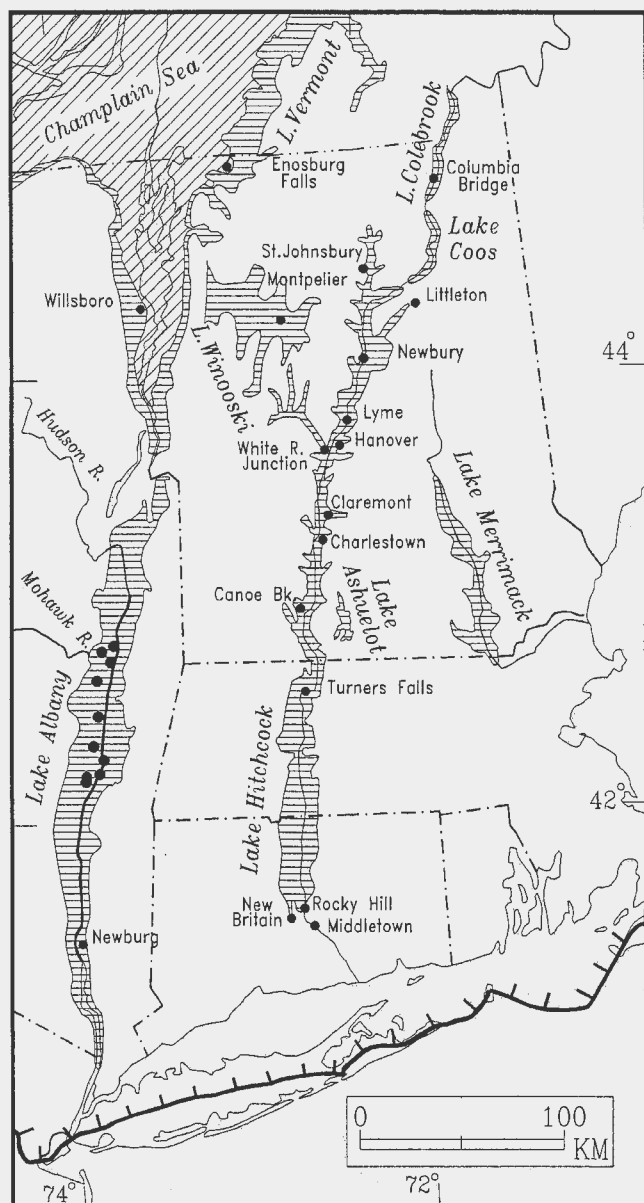 Champlain Sea
L.Vermont
L. Colebrook
Enosburg
Falls
Columbia
Bridge
Lake
Coos
St.Johnsbury
Montpelier
Willsboro
Littleton
L.Winooski
Newbury
44°
Hudson R.
Lyme
Hanover
White R.
Junction
Lake Merrimack
Claremont
Charlestown
Mohawk R.
Canoe Bk.
Lake
Ashuelot
Lake Albany
Turners Falls
Lake Hitchcock
42°
New
Britain
Rocky Hill
Middletown
Newburg
0 100
KM
74°
72°